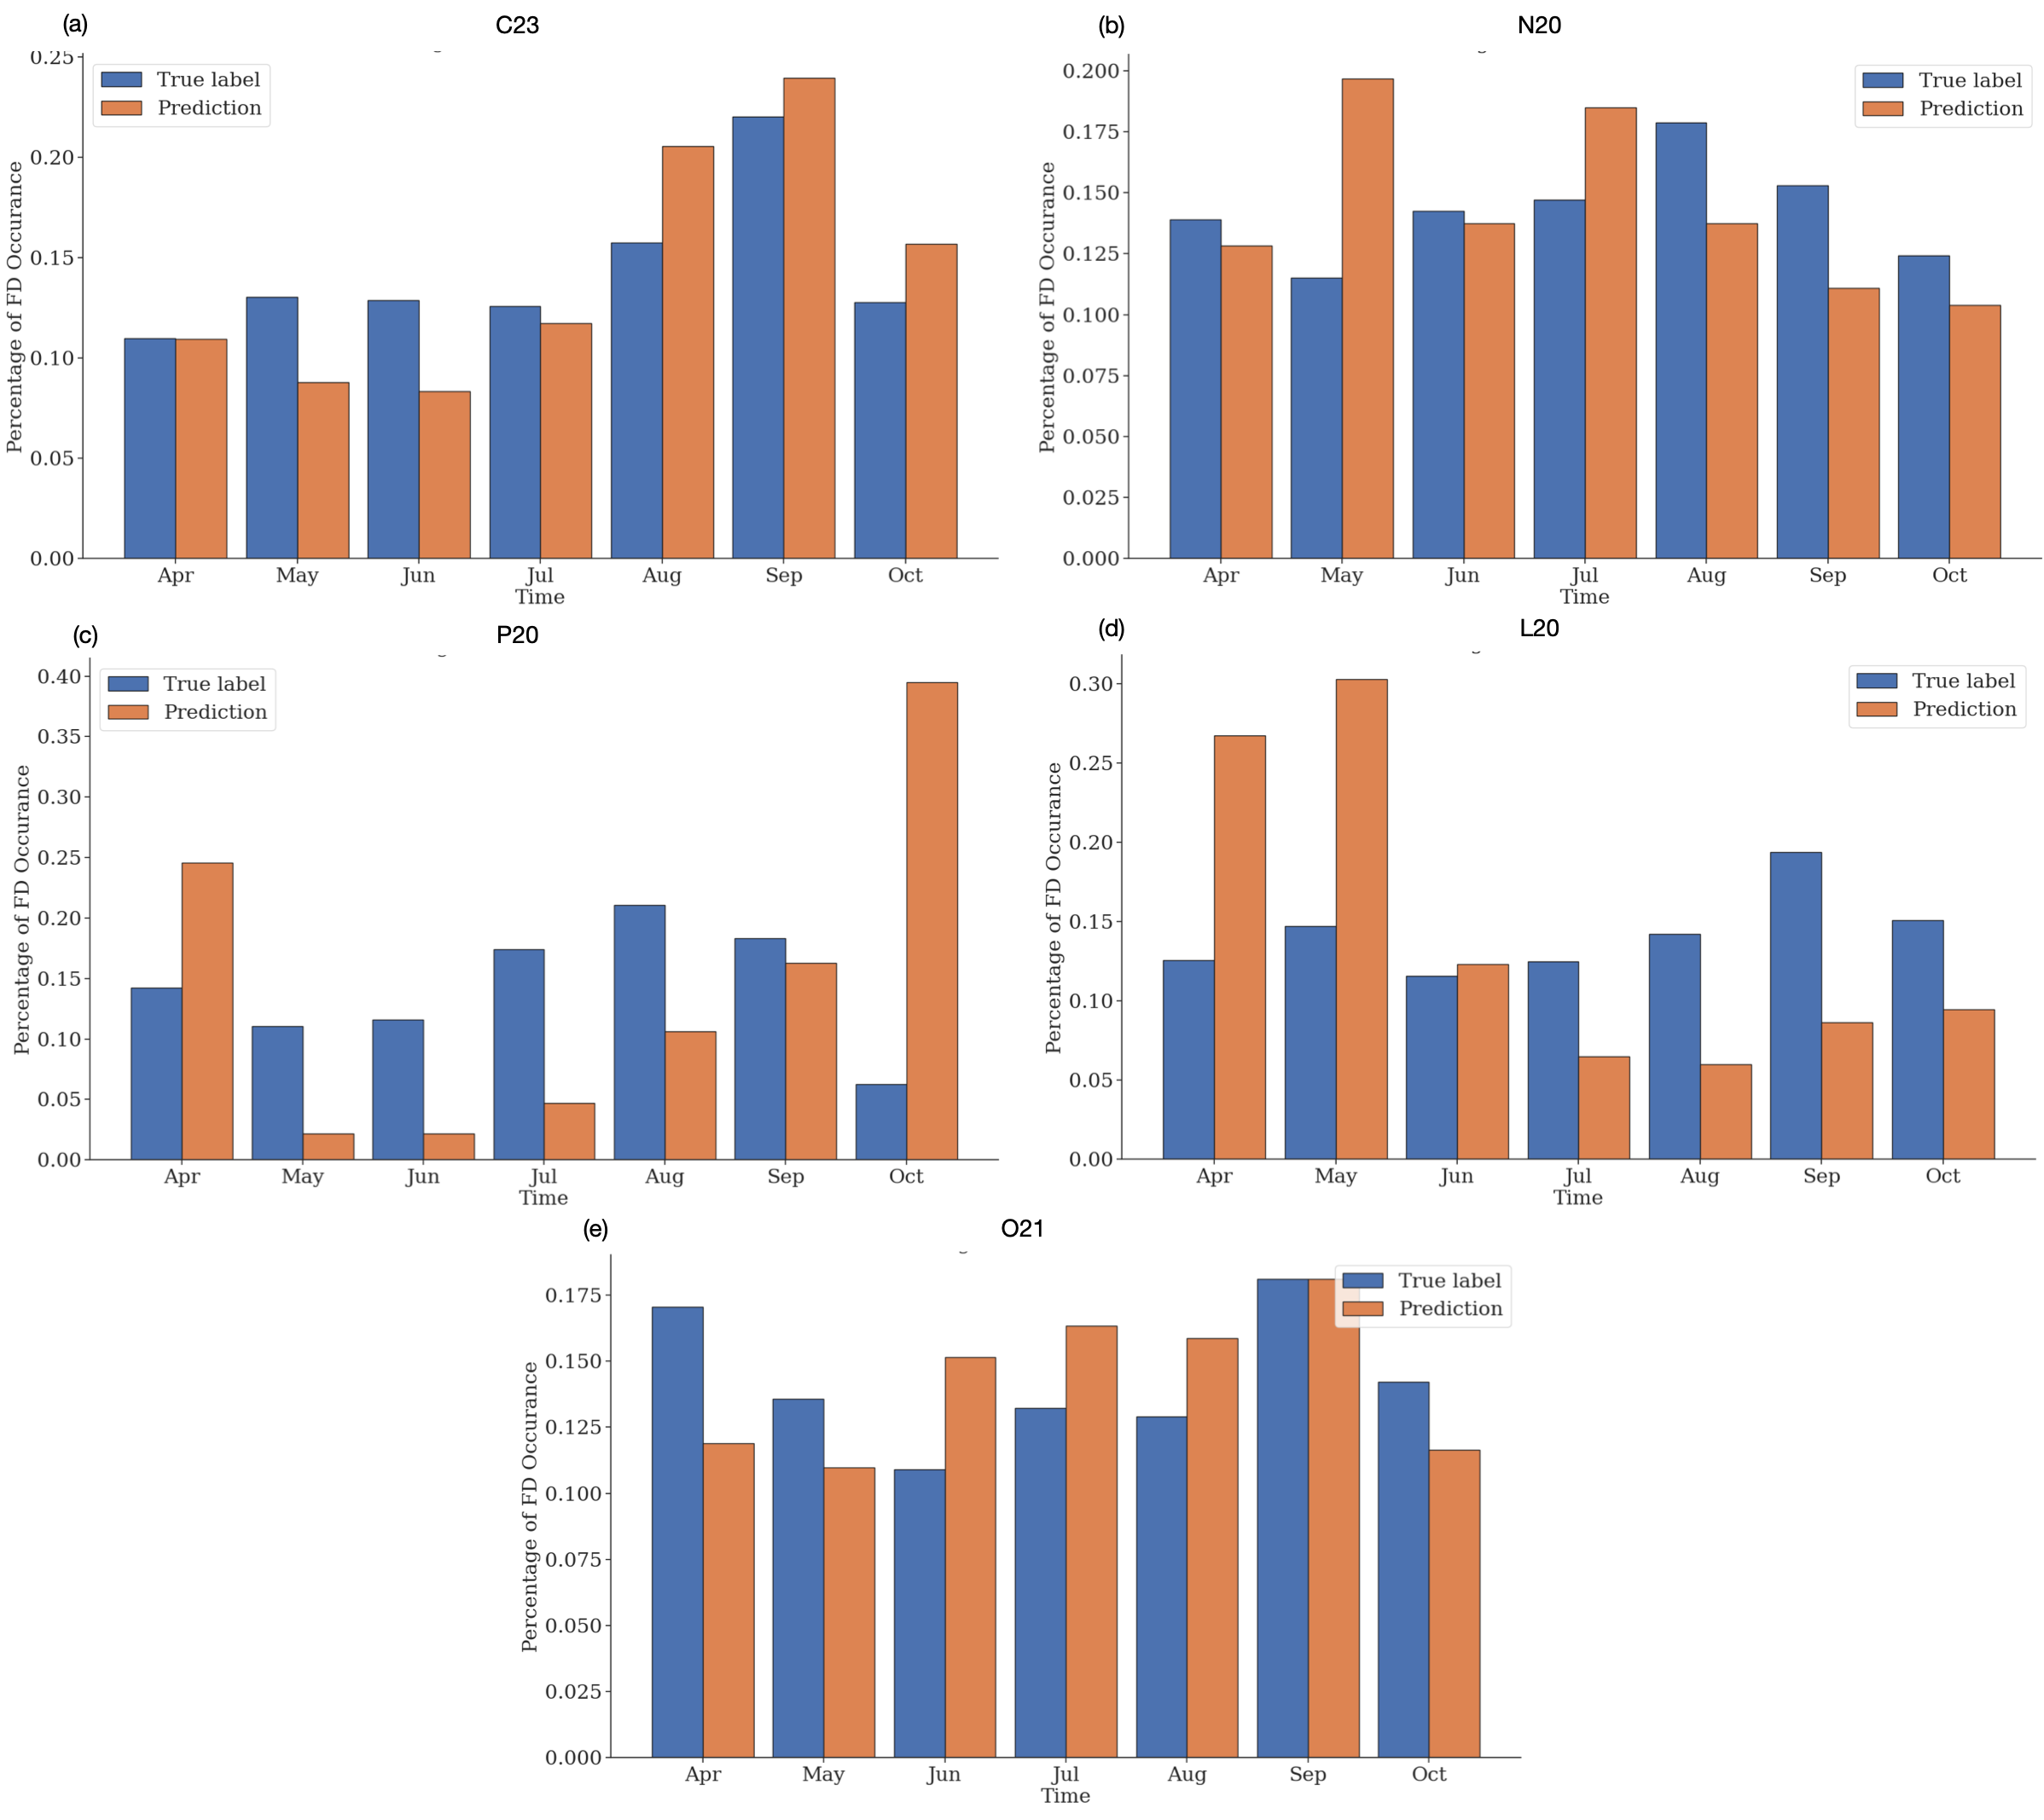 (a) C23
0.25
0.20
0.15
0.10
0.05
0.00
Percentage of FD Occurance
True label
Prediction
Apr May Jun Jul Aug Sep Oct
Time
(b) N20
0.200
0.175
0.150
0.125
0.100
0.075
0.050
0.025
0.000
Percentage of FD Occurance
True label
Prediction
Apr May Jun Jul Aug Sep Oct
Time
(c) P20
0.40
0.35
0.30
0.25
0.20
0.15
0.10
0.05
0.00
Percentage of FD Occurance
True label
Prediction
Apr May Jun Jul Aug Sep Oct
Time
(d) L20
0.30
0.25
0.20
0.15
0.10
0.05
0.00
Percentage of FD Occurance
True label
Prediction
Apr May Jun Jul Aug Sep Oct
Time
(e) O21
0.175
0.150
0.125
0.100
0.075
0.050
0.025
0.000
Percentage of FD Occurance
True label
Prediction
Apr May Jun Jul Aug Sep Oct
Time